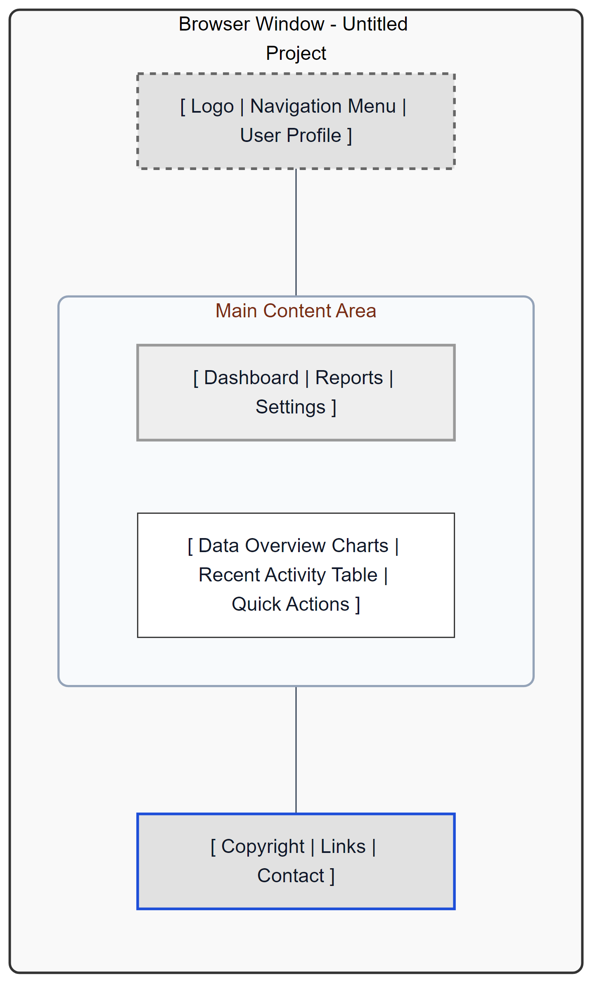 Browser Window - Untitled
Project
[ Logo | Navigation Menu |
User Profile ]
Main Content Area
[ Dashboard | Reports |
Settings ]
[ Data Overview Charts |
Recent Activity Table |
Quick Actions ]
[ Copyright | Links |
Contact ]